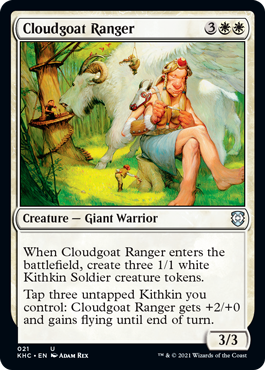 Cloudgoat Ranger 3
Creature — Giant Warrior
When Cloudgoat Ranger enters the
battlefield, create three 1/1 white
Kithkin Soldier creature tokens.
Tap three untapped Kithkin you
control: Cloudgoat Ranger gets +2/+0
and gains flying until end of turn.
3/3
021 U
KHC • EN ADAM REX
™ & © 2021 Wizards of the Coast